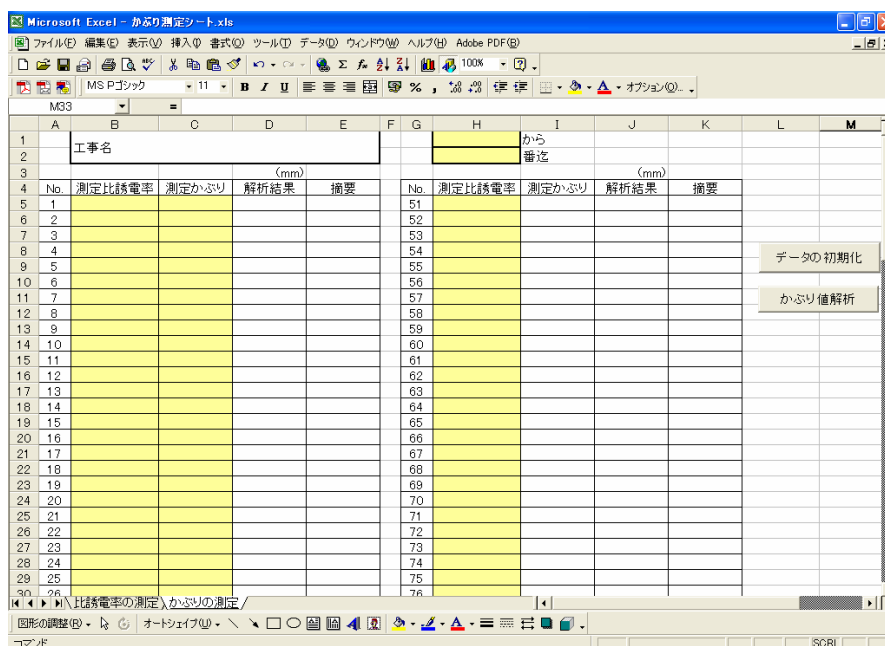 Microsoft Excel - かぶり測定シート.xls
ファイル(F) 編集(E) 表示(V) 挿入(I) 書式(O) ツール(T) データ(D) ウィンドウ(W) ヘルプ(H) Adobe PDF(B)
100%
MS Pゴシック 11 B I U % , オプション(O)...
M33 =
A B C D E F G H I J K L M
1 工事名 から
2 番迄
3 (mm) (mm)
4 No. 測定比誘電率 測定かぶり 解析結果 摘要 No. 測定比誘電率 測定かぶり 解析結果 摘要
5 1 51
6 2 52
7 3 53
8 4 54
データの初期化
9 5 55
10 6 56
11 7 57
かぶり値解析
12 8 58
13 9 59
14 10 60
15 11 61
16 12 62
17 13 63
18 14 64
19 15 65
20 16 66
21 17 67
22 18 68
23 19 69
24 20 70
25 21 71
26 22 72
27 23 73
28 24 74
29 25 75
30 26 76
比誘電率の測定 かぶりの測定
図形の調整(R) オートシェイプ(U)
コマンド SCRL